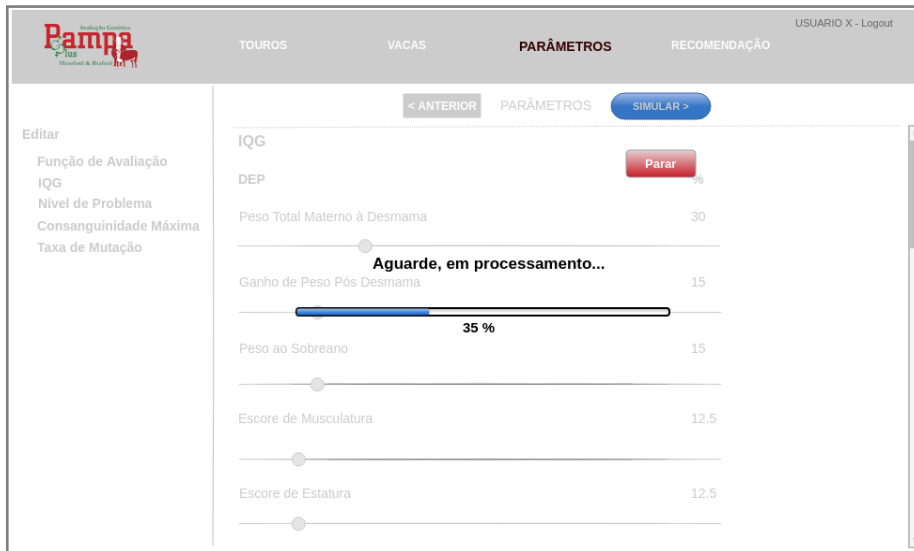 USUARIO X - Logout
Avaliação Genética
Pampa
Plus
Hereford & Braford
TOUROS VACAS PARÂMETROS RECOMENDAÇÃO
< ANTERIOR PARÂMETROS SIMULAR >
Editar
Função de Avaliação
IQG
Nível de Problema
Consanguinidade Máxima
Taxa de Mutação
IQG
Parar
DEP %
Peso Total Materno à Desmama 30
Aguarde, em processamento...
Ganho de Peso Pós Desmama 15
35 %
Peso ao Sobreano 15
Escore de Musculatura 12.5
Escore de Estatura 12.5